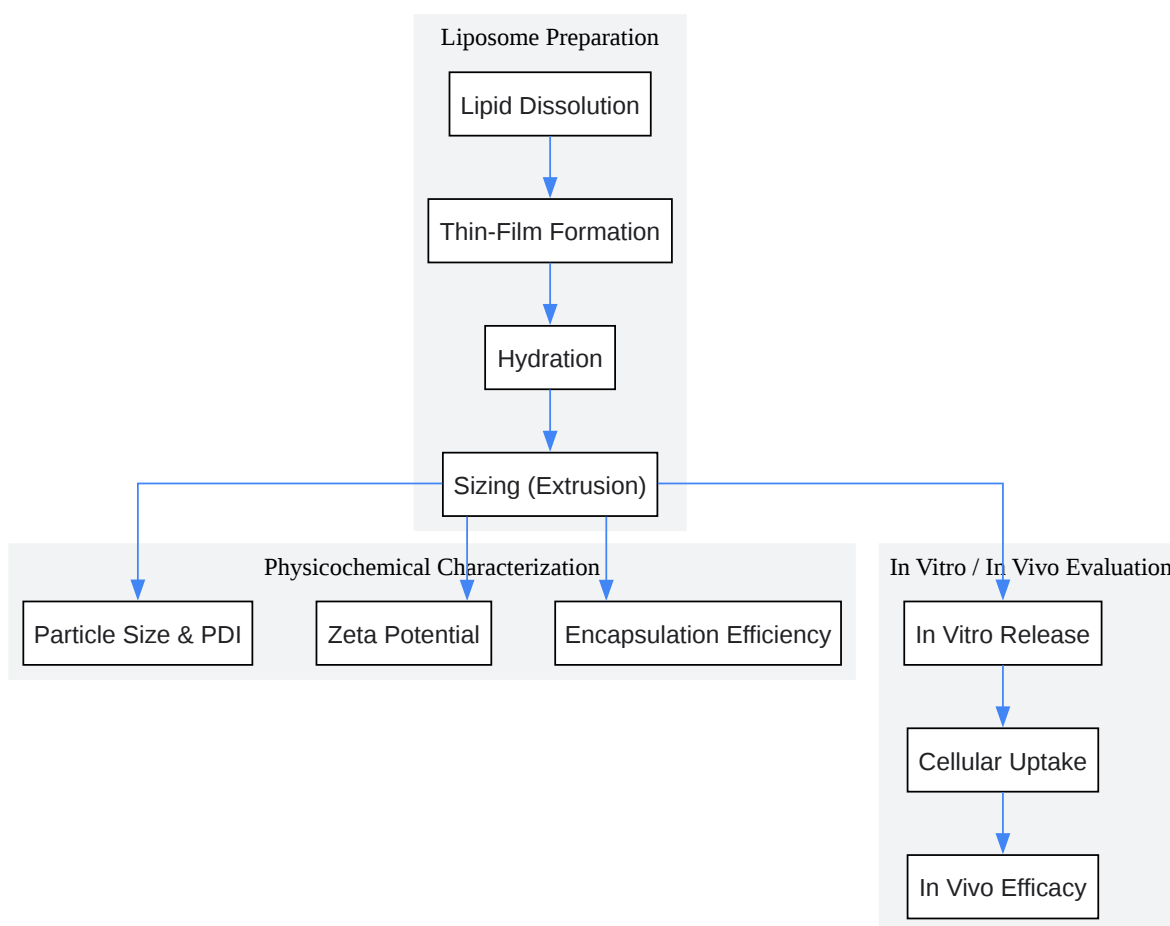 Liposome Preparation
Lipid Dissolution
Thin-Film Formation
Hydration
Sizing (Extrusion)
Physicochemical Characterization
Particle Size & PDI
Zeta Potential
Encapsulation Efficiency
In Vitro / In Vivo Evaluation
In Vitro Release
Cellular Uptake
In Vivo Efficacy